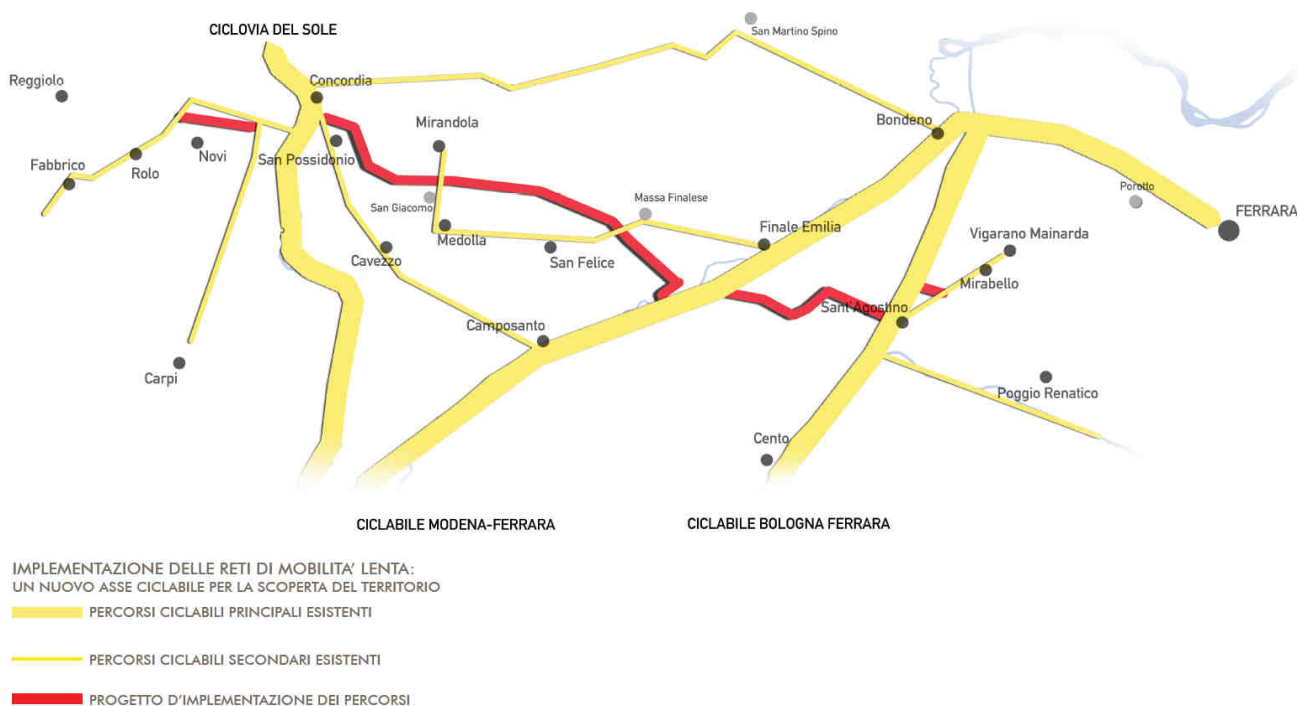 CICLOVIA DEL SOLE
San Martino Spino
Reggiolo
Concordia
Mirandola
Bondeno
Novi
San Possidonio
Fabbrico
Rolo
San Giacomo
Massa Finalese
Porotto
FERRARA
Medolla
Finale Emilia
Vigarano Mainarda
Cavezzo
San Felice
Mirabello
Sant'Agostino
Camposanto
Carpi
Poggio Renatico
Cento
CICLABILE MODENA-FERRARA
CICLABILE BOLOGNA FERRARA
IMPLEMENTAZIONE DELLE RETI DI MOBILITA' LENTA:
UN NUOVO ASSE CICLABILE PER LA SCOPERTA DEL TERRITORIO
PERCORSI CICLABILI PRINCIPALI ESISTENTI
PERCORSI CICLABILI SECONDARI ESISTENTI
PROGETTO D'IMPLEMENTAZIONE DEI PERCORSI